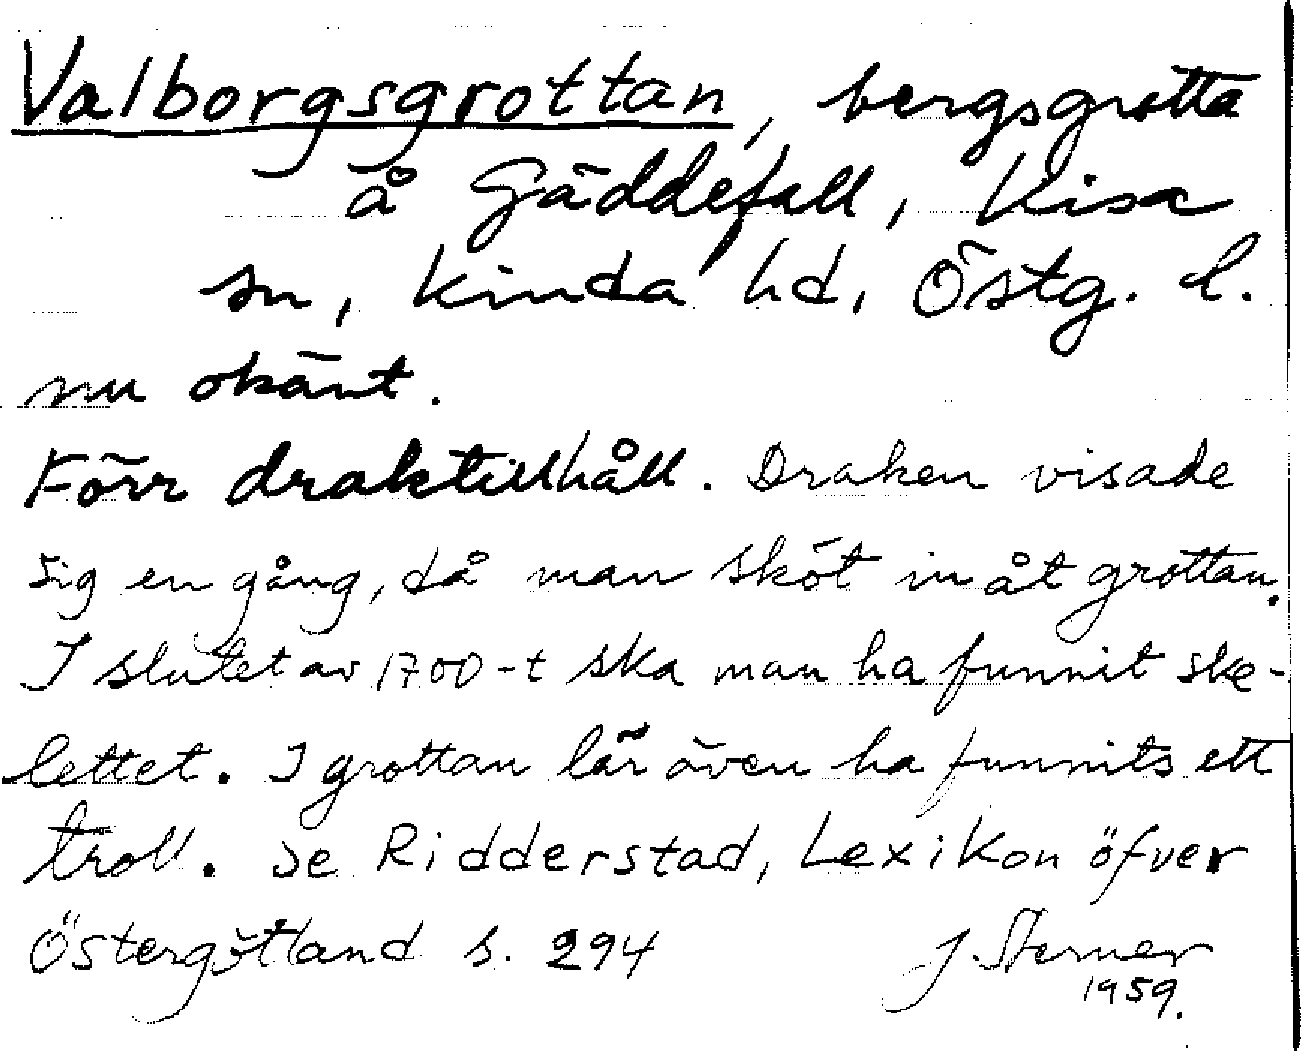 Valborgsgrottan, bergsgrotta
å Gäddefall, Kisa
sn, Kinda hd, Östg. l.
nu okänt.
Förr draktillhåll. Draken visade
sig en gång, då man sköt inåt grottan.
I slutet av 1700-t ska man ha funnit ske-
lettet. I grottan lär även ha funnits ett
troll. Se Ridderstad, Lexikon öfver
Östergötland s. 294
J. Sterner
1959.